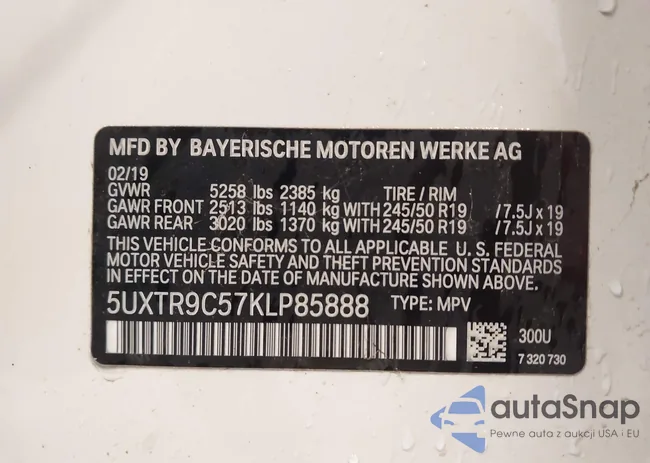 MFD BY BAYERISCHE MOTOREN WERKE AG
02/19
GVWR 5258 lbs 2385 kg TIRE / RIM
GAWR FRONT 2513 lbs 1140 kg WITH 245/50 R19 / 7.5J x 19
GAWR REAR 3020 lbs 1370 kg WITH 245/50 R19 / 7.5J x 19
THIS VEHICLE CONFORMS TO ALL APPLICABLE U. S. FEDERAL
MOTOR VEHICLE SAFETY AND THEFT PREVENTION STANDARDS
IN EFFECT ON THE DATE OF MANUFACTURE SHOWN ABOVE.
5UXTR9C57KLP85888 TYPE: MPV
300U
7 320 730
autoSnap
Pewne auta z aukcji USA i EU